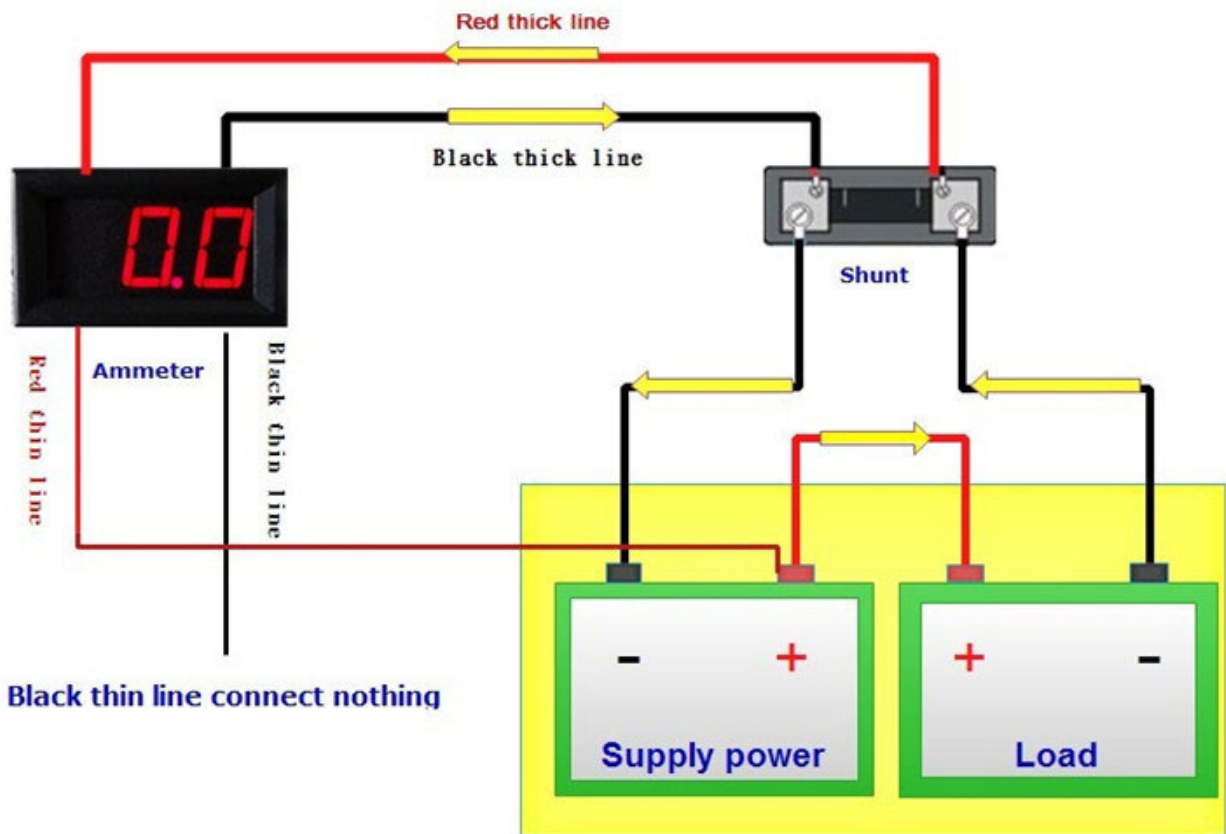 Red thick line
Black thick line
0.0
Shunt
Ammeter
Red thin line
Black thin line
- +
+ -
Supply power
Load
Black thin line connect nothing